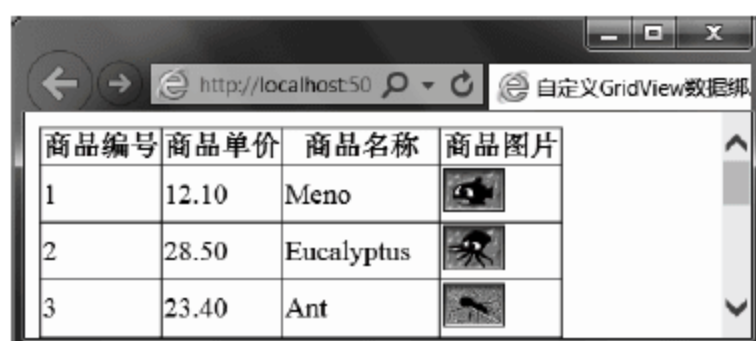 http://localhost:50
自定义GridView数据绑
商品编号 商品单价 商品名称 商品图片
1 12.10 Meno
2 28.50 Eucalyptus
3 23.40 Ant